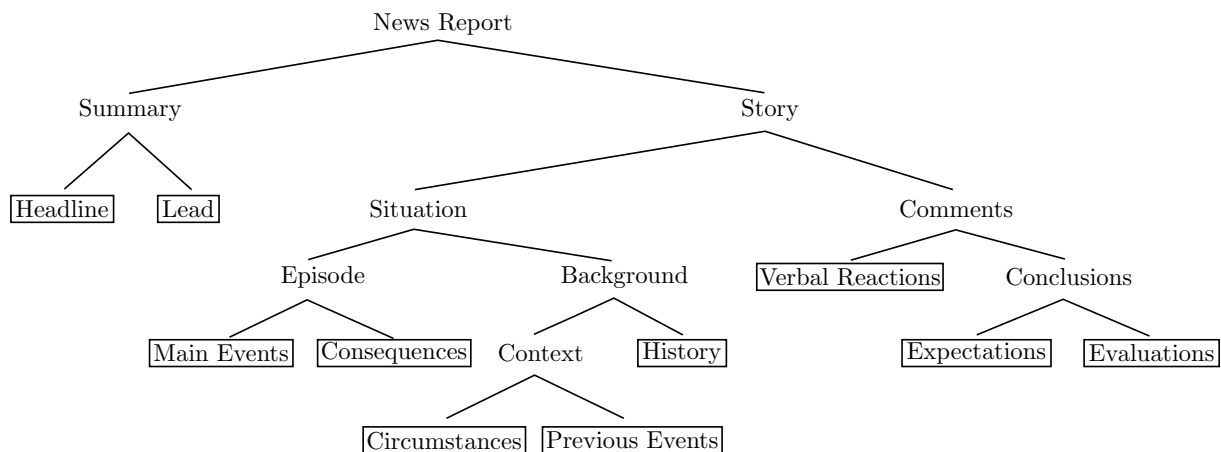 News Report
Summary Story
Headline Lead Situation Comments
Episode Background Verbal Reactions Conclusions
Main Events Consequences Context History Expectations Evaluations
Circumstances Previous Events